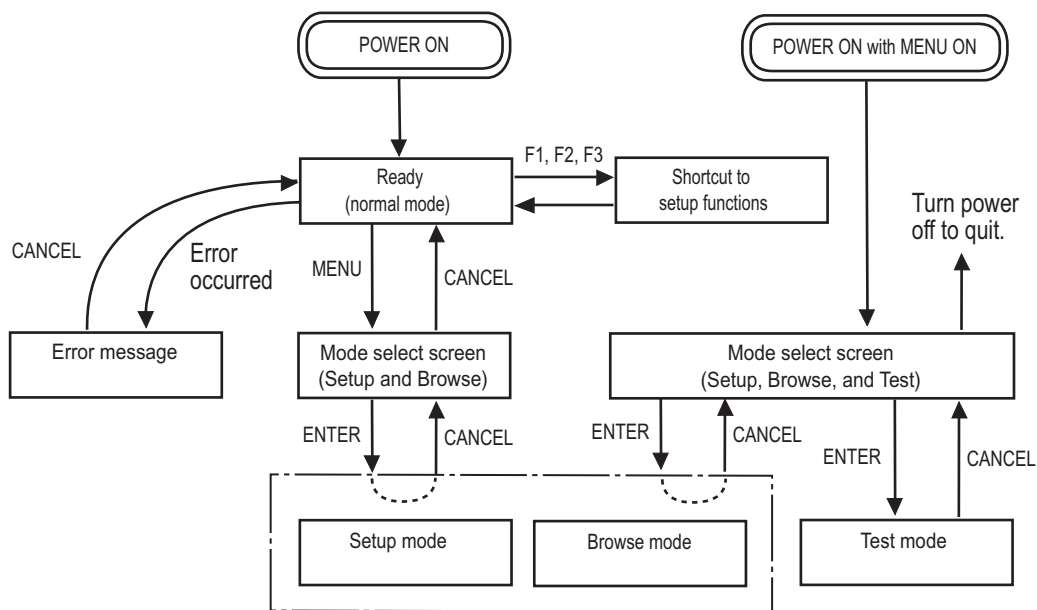 POWER ON
POWER ON with MENU ON
F1, F2, F3
Ready
(normal mode)
Shortcut to
setup functions
Turn power
off to quit.
CANCEL
Error
occurred
MENU
CANCEL
Error message
Mode select screen
(Setup and Browse)
Mode select screen
(Setup, Browse, and Test)
ENTER
CANCEL
ENTER
CANCEL
ENTER
CANCEL
Setup mode
Browse mode
Test mode